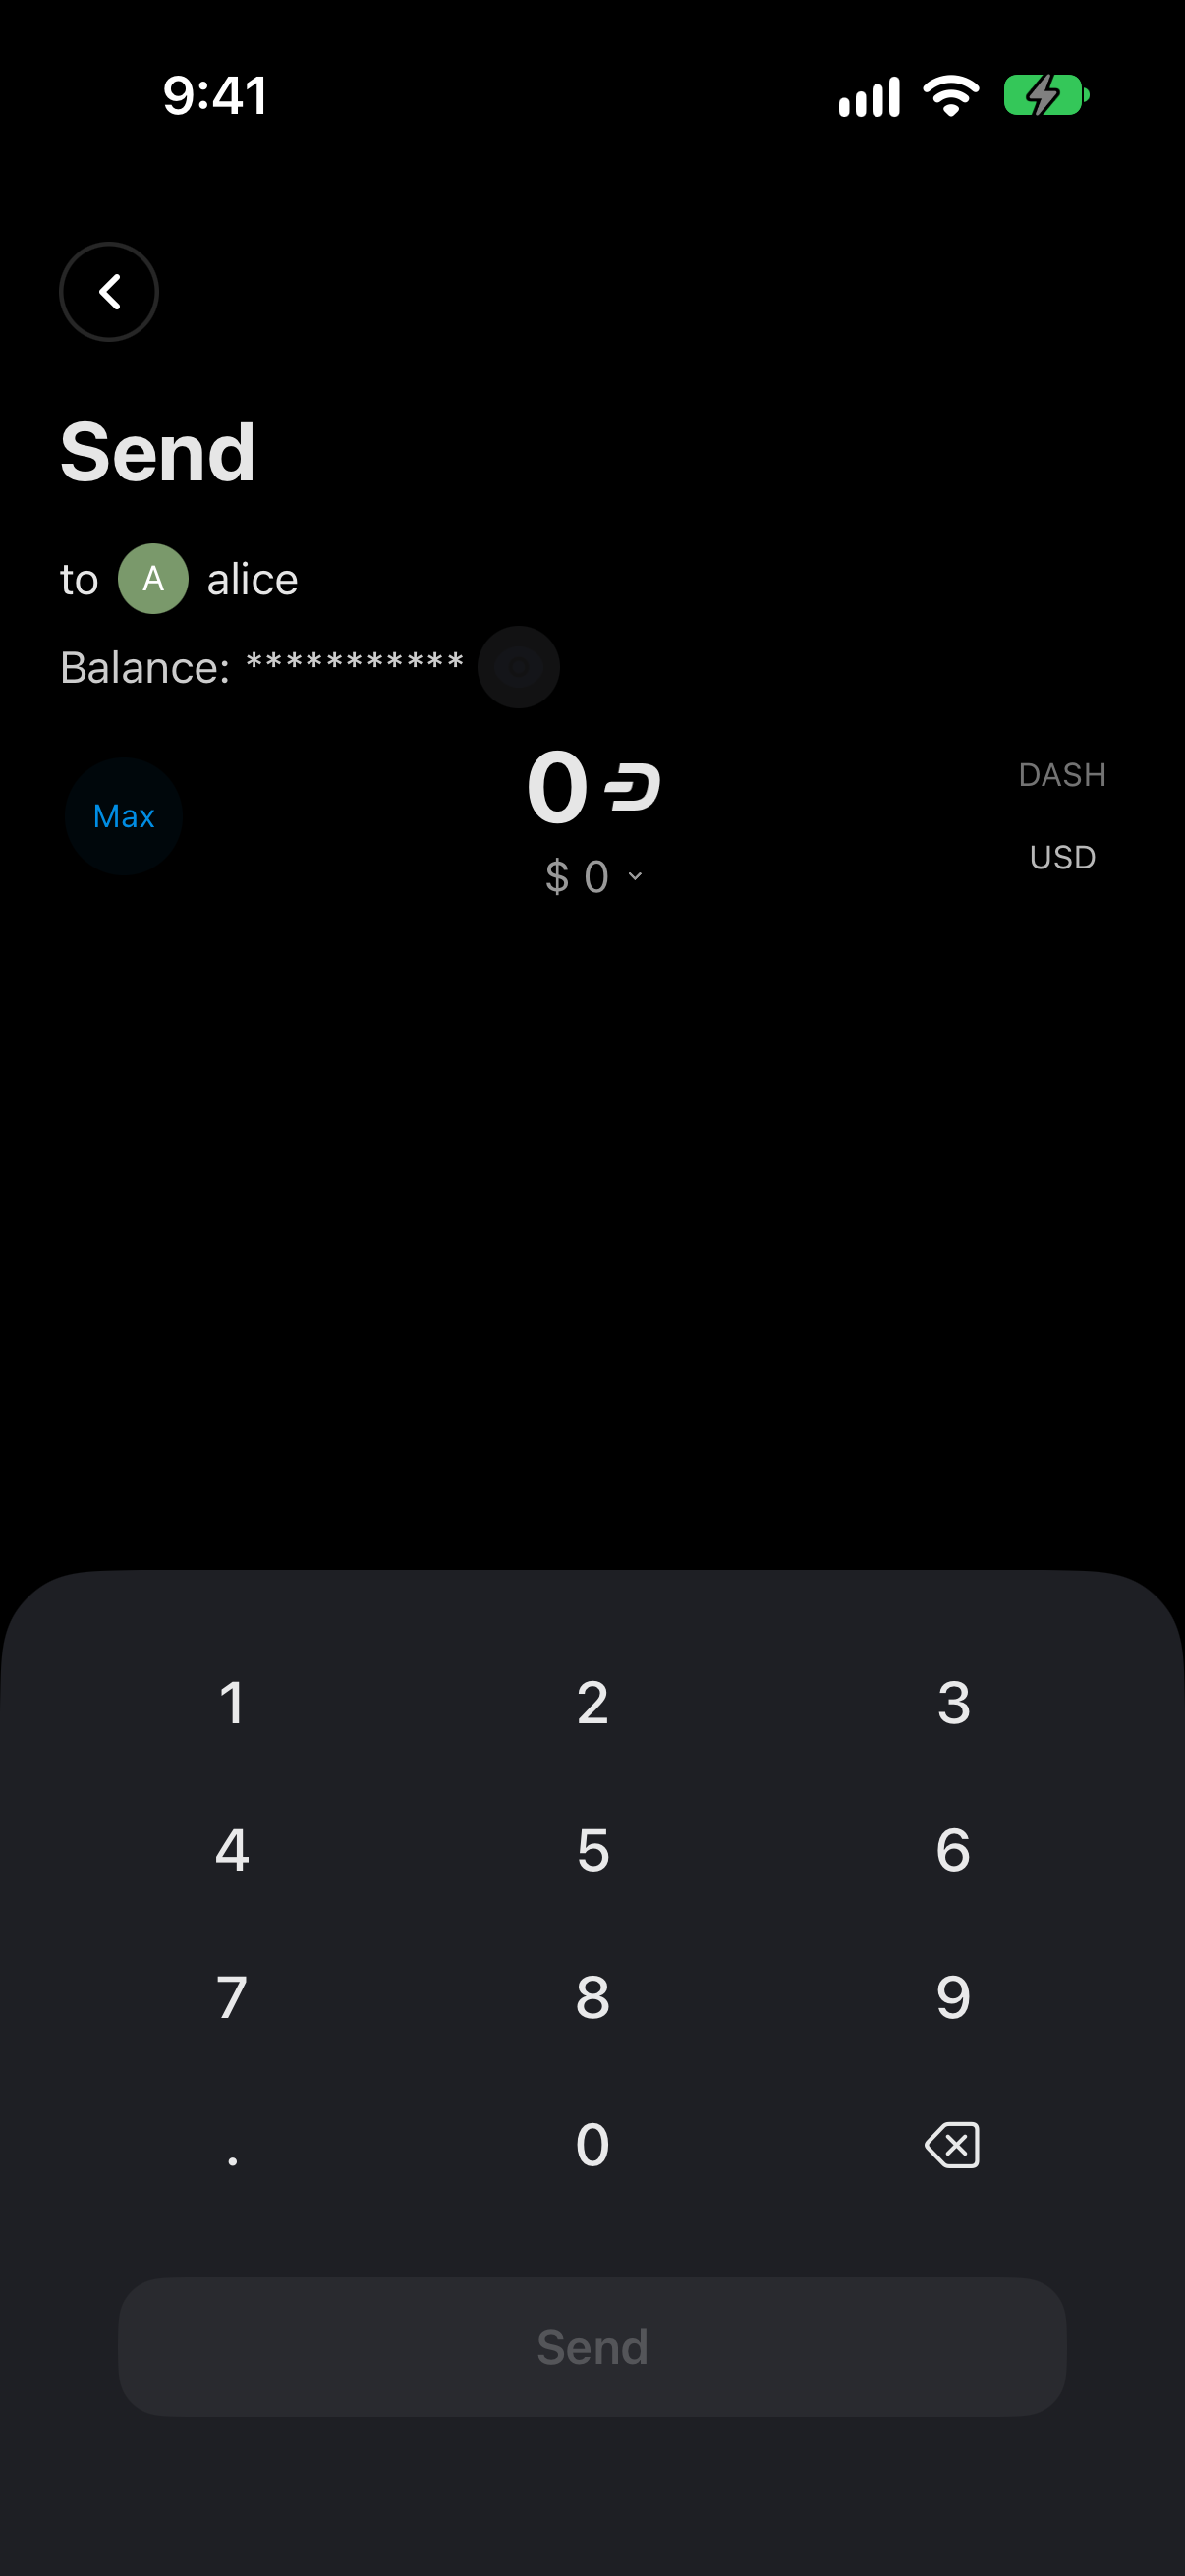 9:41
Send
to A alice
Balance: ***********
Max
0
$ 0
DASH
USD
1 2 3
4 5 6
7 8 9
. 0
Send